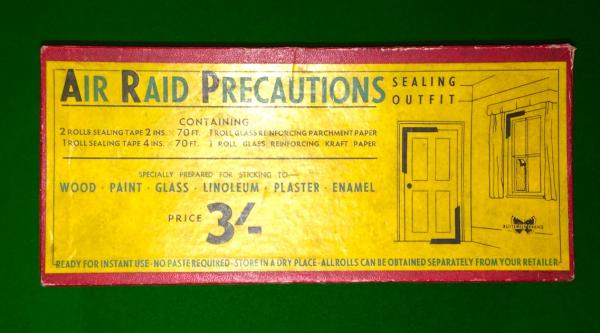 AIR RAID PRECAUTIONS
SEALING
OUTFIT
CONTAINING
2 ROLLS SEALING TAPE 2 INS. × 70 FT. 1 ROLL GLASS REINFORCING PARCHMENT PAPER
1 ROLL SEALING TAPE 4 INS. × 70 FT. 1 ROLL GLASS REINFORCING KRAFT PAPER
SPECIALLY PREPARED FOR STICKING TO—
WOOD · PAINT · GLASS · LINOLEUM · PLASTER · ENAMEL
PRICE 3/-
BUTTERFLY BRAND
READY FOR INSTANT USE · NO PASTE REQUIRED · STORE IN A DRY PLACE · ALL ROLLS CAN BE OBTAINED SEPARATELY FROM YOUR RETAILER